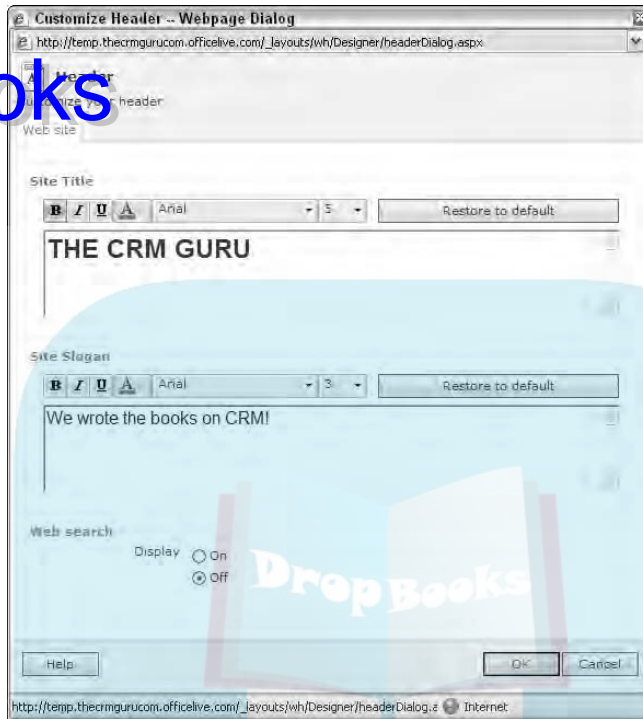 Customize Header -- Webpage Dialog
http://temp.thecrmgurucom.officelive.com/_layouts/wh/Designer/headerDialog.aspx
Header
oks
Customize your header
Web site
Site Title
B I U A Arial 5 Restore to default
THE CRM GURU
Site Slogan
B I U A Arial 3 Restore to default
We wrote the books on CRM!
Web search
Display On
Off
DropBooks
Help OK Cancel
http://temp.thecrmgurucom.officelive.com/_layouts/wh/Designer/headerDialog.a Internet